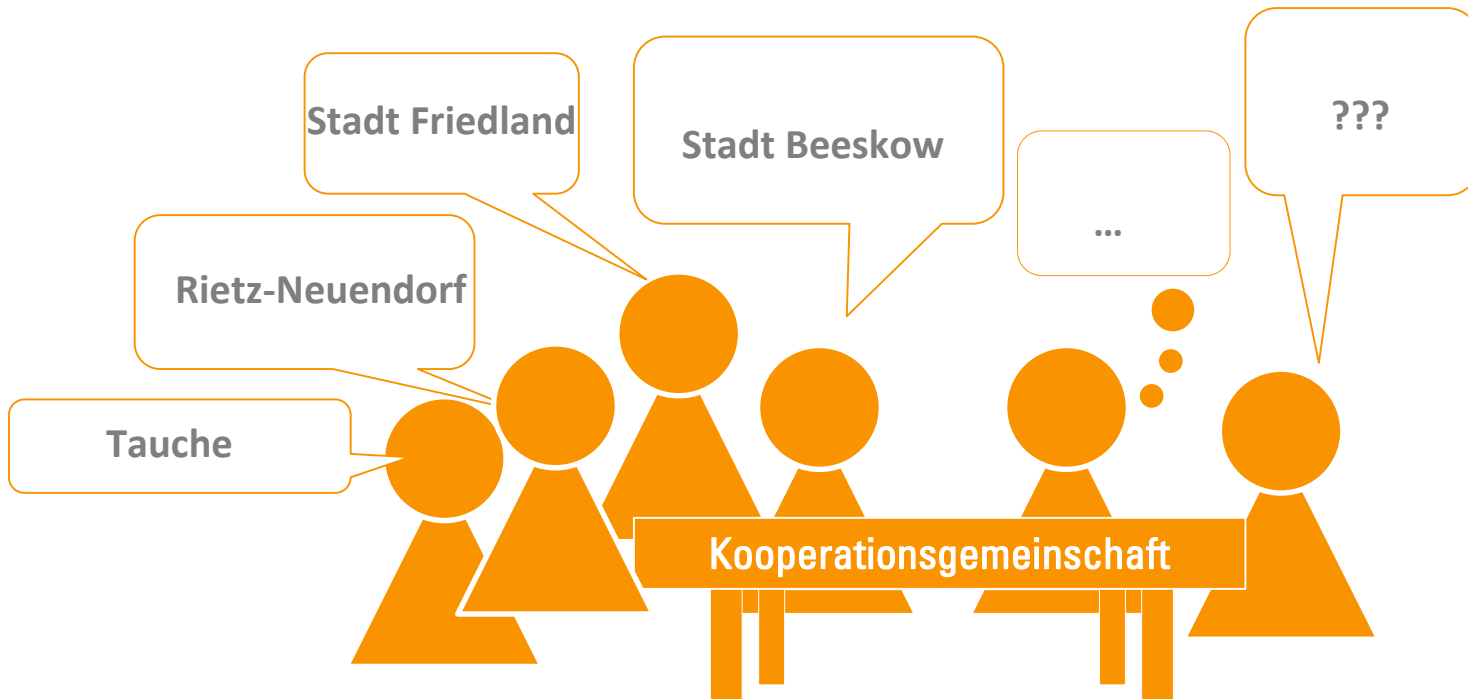 Stadt Friedland
Stadt Beeskow
???
...
Rietz-Neuendorf
Tauche
Kooperationsgemeinschaft